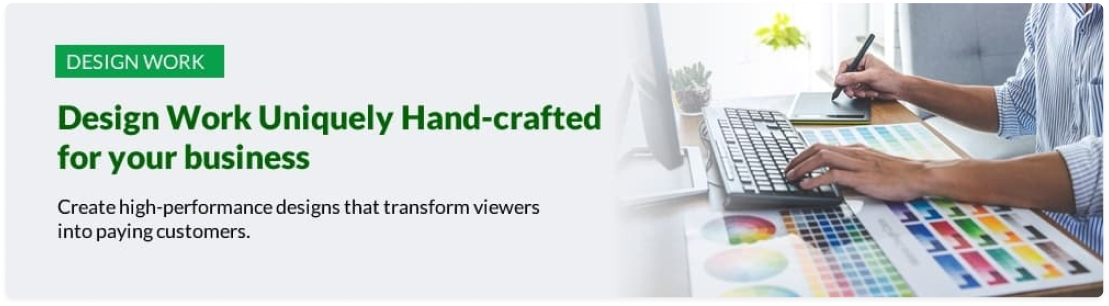 DESIGN WORK
Design Work Uniquely Hand-crafted
for your business
Create high-performance designs that transform viewers
into paying customers.